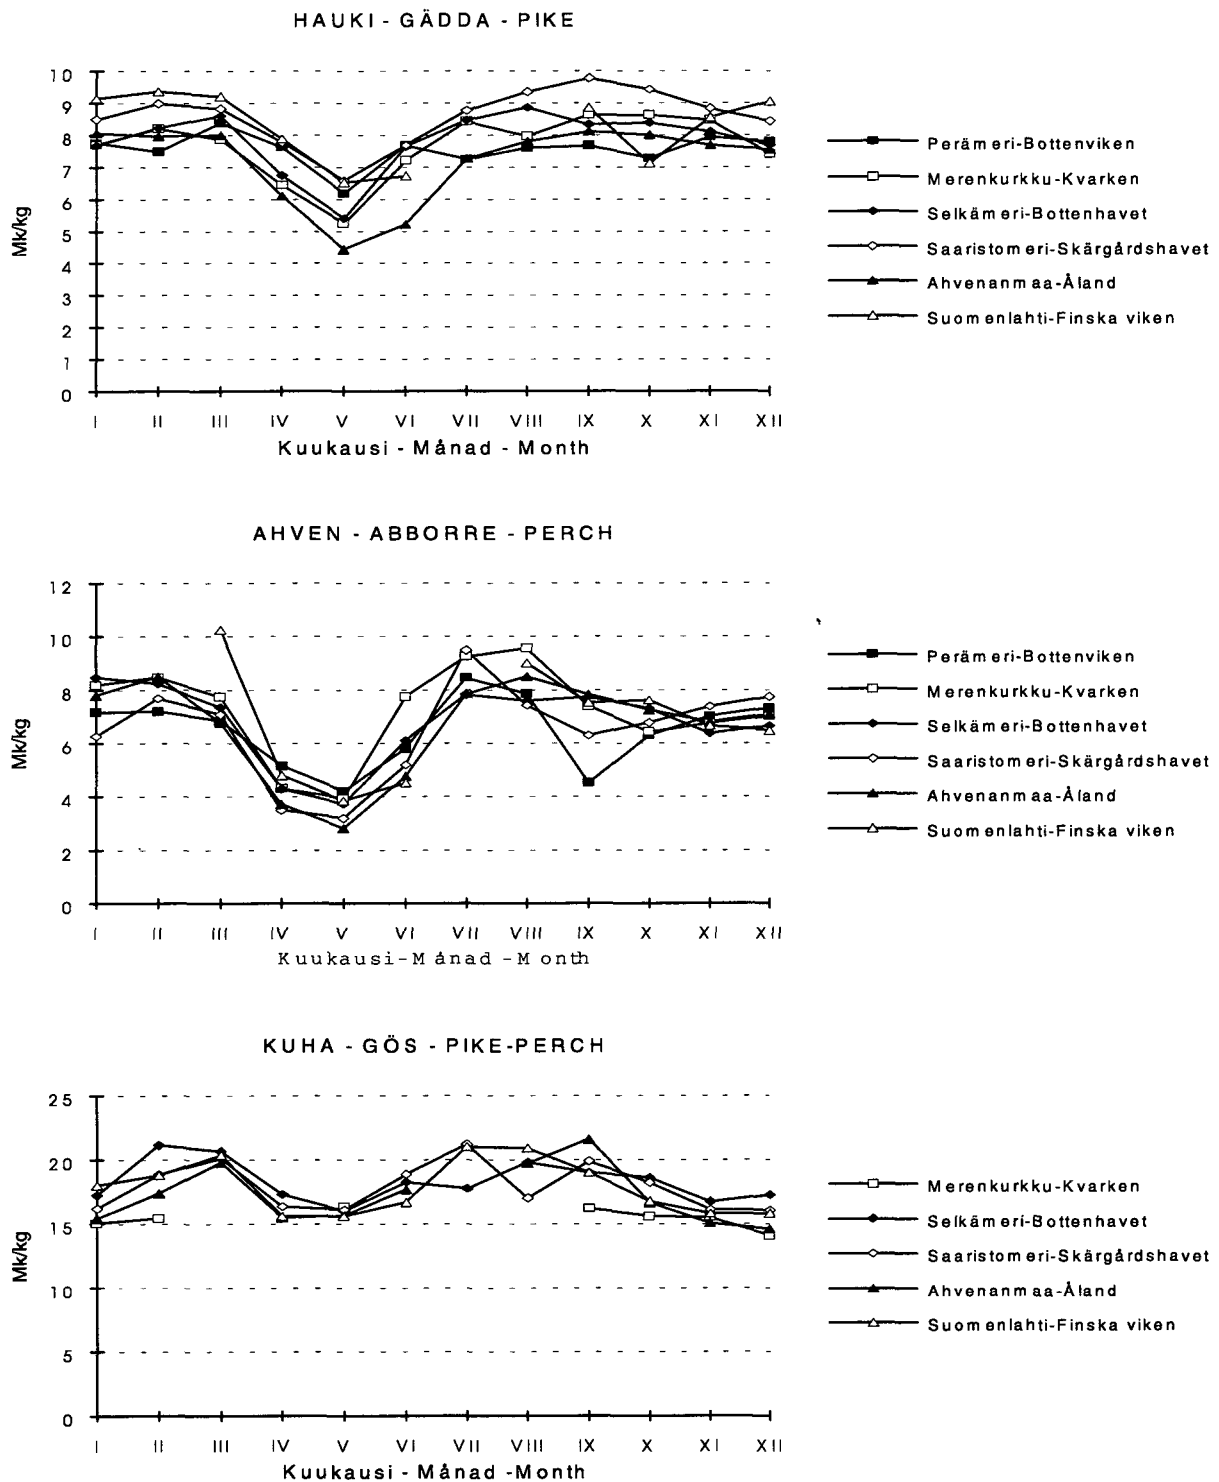 HAUKI - GÄDDA - PIKE
10
9
8
7
6
5
4
3
2
1
0
Mk/kg
I II III IV V VI VII VIII IX X XI XII
Kuukausi - Månad - Month
Perämeri-Bottenviken
Merenkurkku-Kvarken
Selkämeri-Bottenhavet
Saaristomeri-Skärgårdshavet
Ahvenanmaa-Åland
Suomenlahti-Finska viken
AHVEN - ABBORRE - PERCH
12
10
8
6
4
2
0
Mk/kg
I II III IV V VI VII VIII IX X XI XII
Kuukausi-Månad-Month
Perämeri-Bottenviken
Merenkurkku-Kvarken
Selkämeri-Bottenhavet
Saaristomeri-Skärgårdshavet
Ahvenanmaa-Åland
Suomenlahti-Finska viken
KUHA - GÖS - PIKE-PERCH
25
20
15
10
5
0
Mk/kg
I II III IV V VI VII VIII IX X XI XII
Kuukausi - Månad -Month
Merenkurkku-Kvarken
Selkämeri-Bottenhavet
Saaristomeri-Skärgårdshavet
Ahvenanmaa-Åland
Suomenlahti-Finska viken